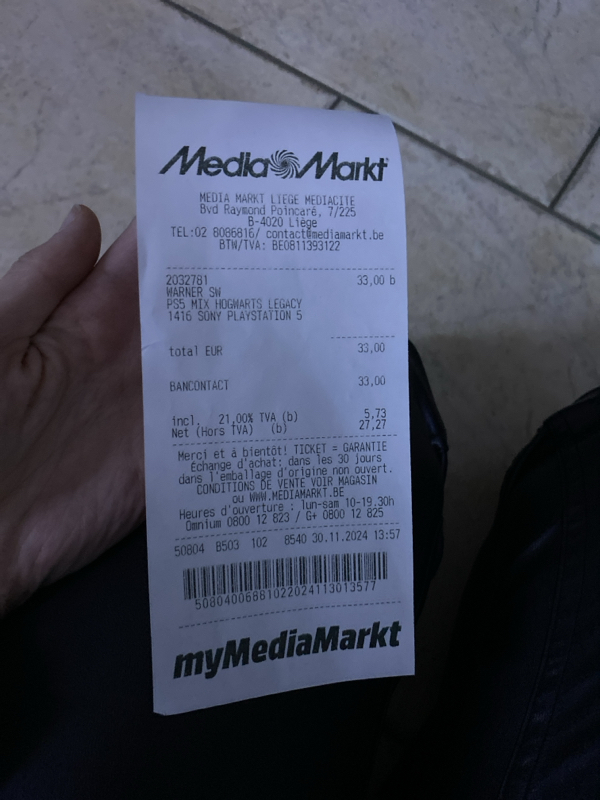 Media Markt
MEDIA MARKT LIEGE MEDIACITE
Bvd Raymond Poincaré, 7/225
B-4020 Liège
TEL:02 8086816/ contact@mediamarkt.be
BTW/TVA: BE0811393122
2032781 33,00 b
WARNER SW
PS5 MIX HOGWARTS LEGACY
1416 SONY PLAYSTATION 5
total EUR 33,00
BANCONTACT 33,00
incl. 21,00% TVA (b) 5,73
Net (Hors TVA) (b) 27,27
Merci et à bientôt! TICKET = GARANTIE
Échange d'achat: dans les 30 jours
dans l'emballage d'origine non ouvert.
CONDITIONS DE VENTE VOIR MAGASIN
ou WWW.MEDIAMARKT.BE
Heures d'ouverture : lun-sam 10-19.30h
Omnium 0800 12 823 / G+ 0800 12 825
50804 B503 102 8540 30.11.2024 13:57
5080400688102202411301​3577
myMediaMarkt